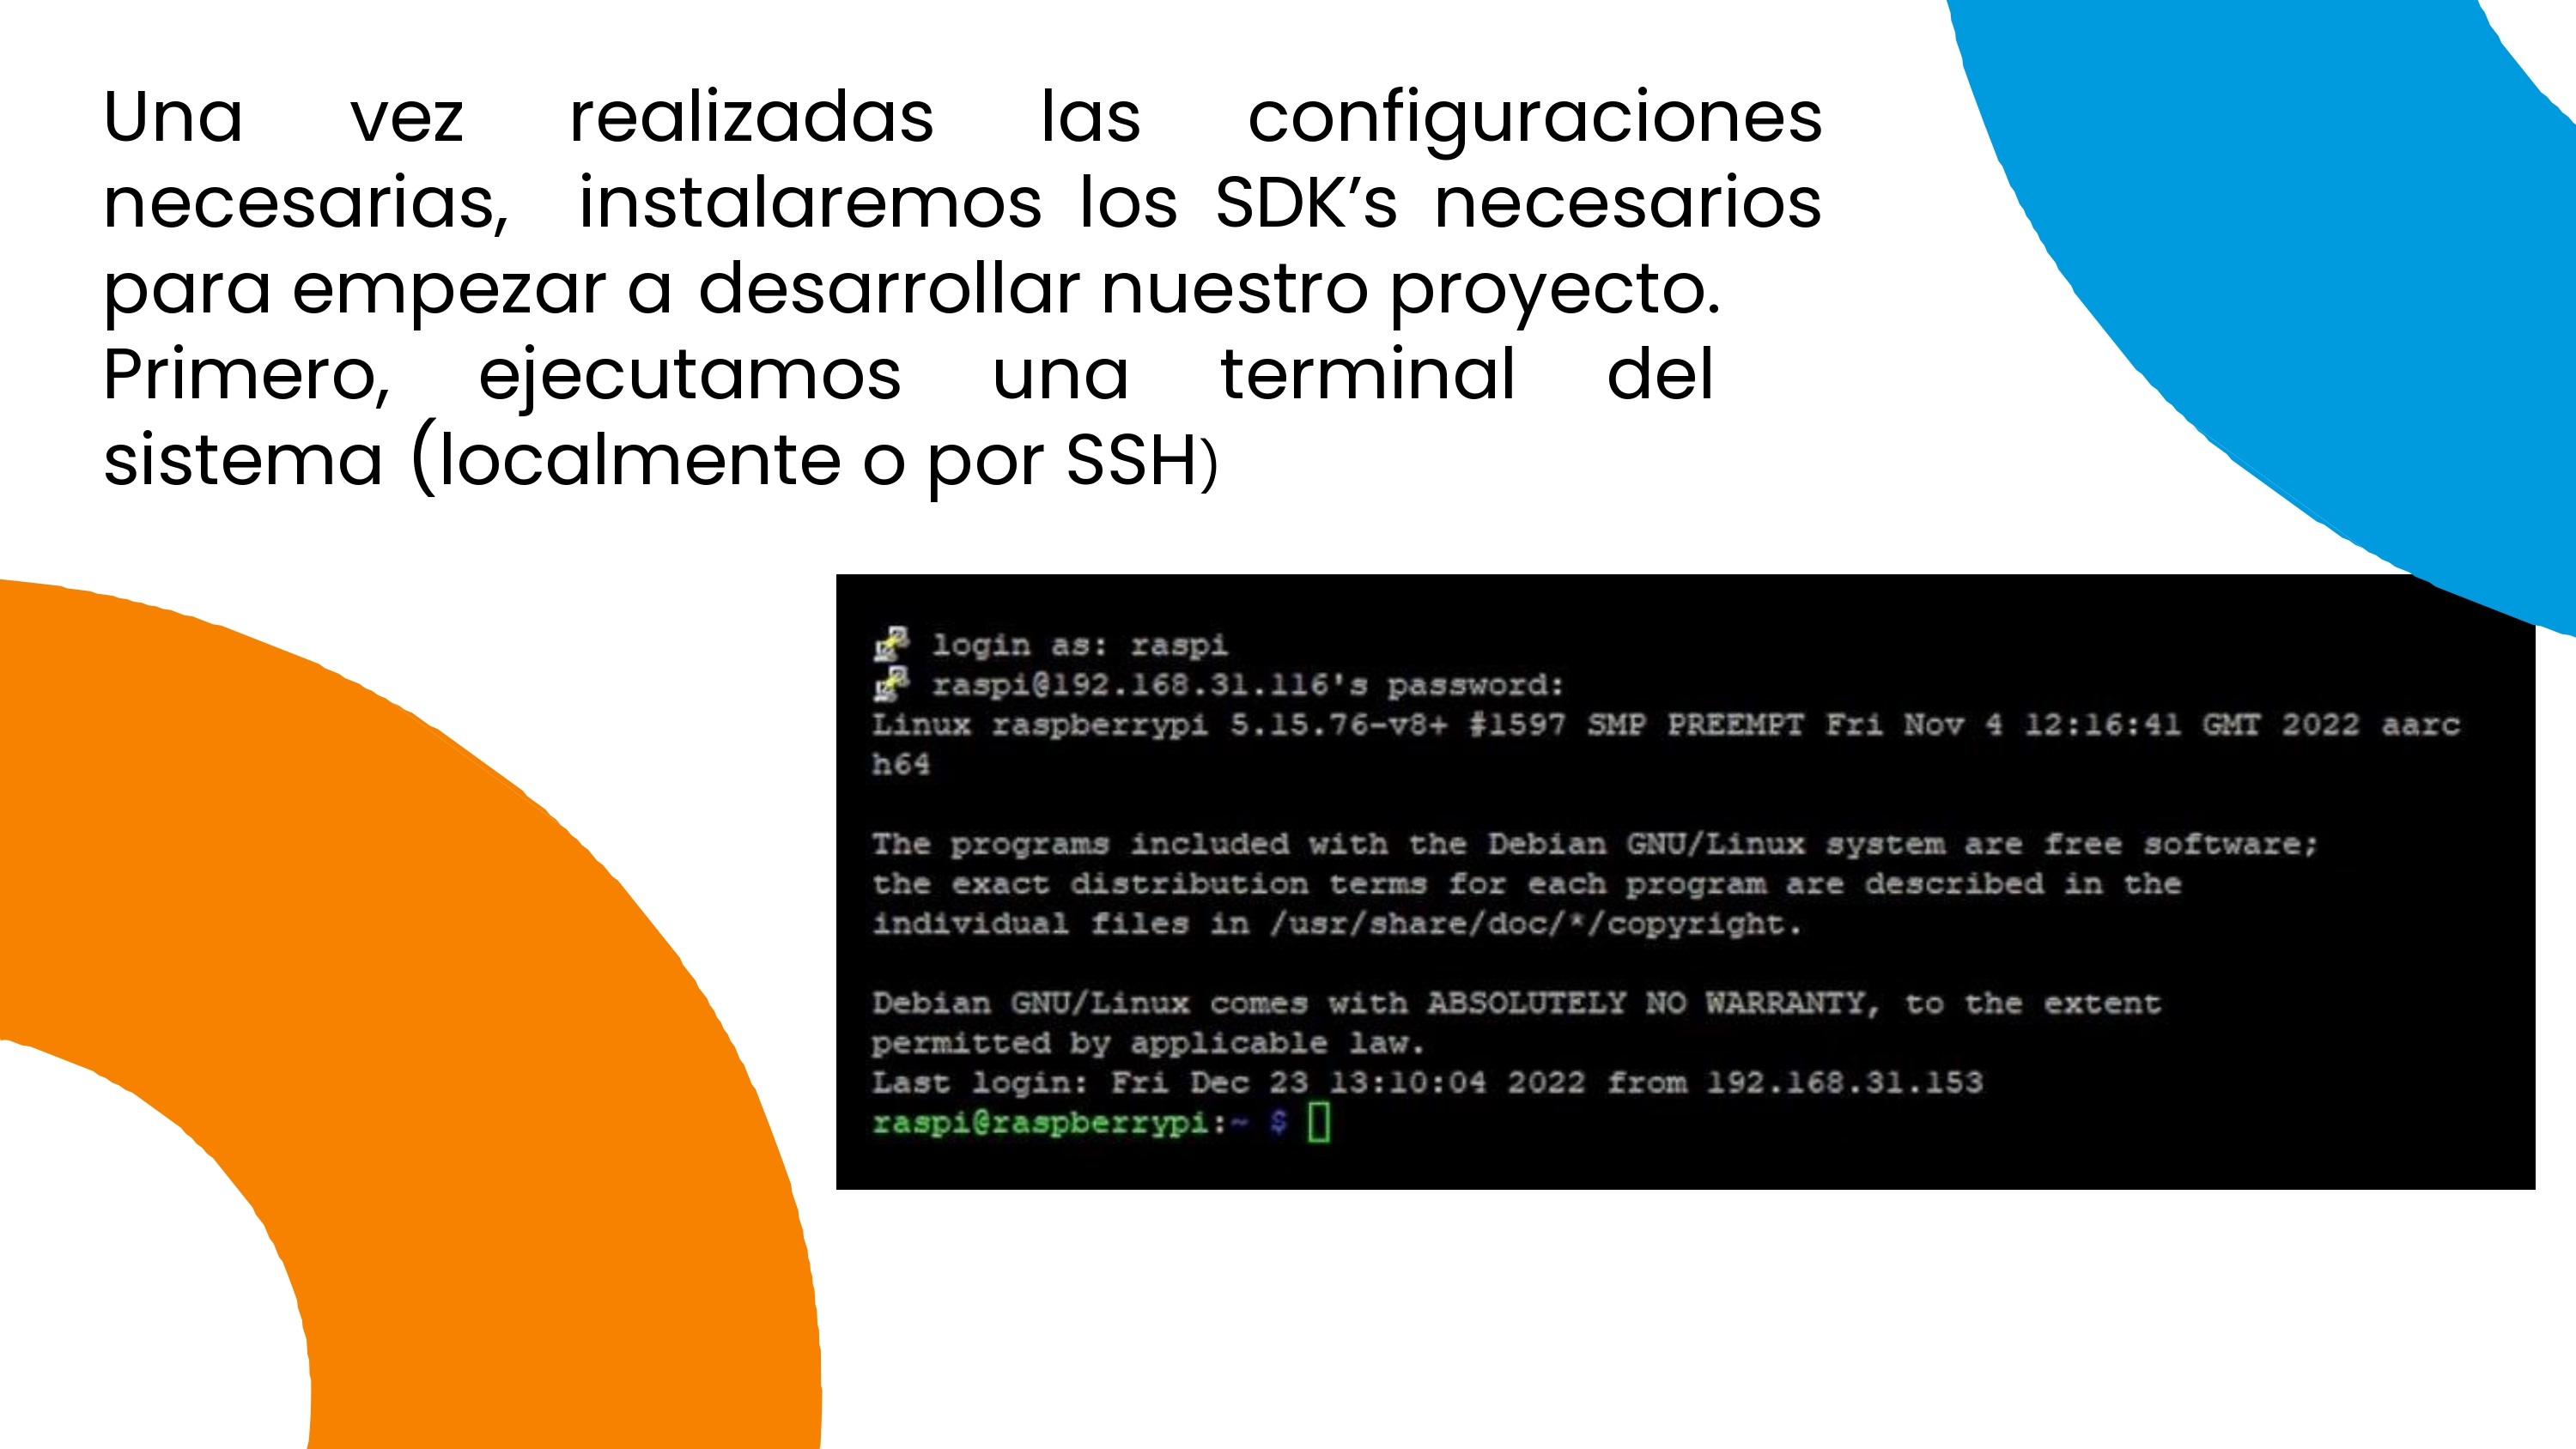 Una vez realizadas las configuraciones
necesarias, instalaremos los SDK’s necesarios
para empezar a desarrollar nuestro proyecto.
Primero, ejecutamos una terminal del
sistema (localmente o por SSH)
login as: raspi
raspi@192.168.31.116's password:
Linux raspberrypi 5.15.76-v8+ #1597 SMP PREEMPT Fri Nov 4 12:16:41 GMT 2022 aarc
h64
The programs included with the Debian GNU/Linux system are free software;
the exact distribution terms for each program are described in the
individual files in /usr/share/doc/*/copyright.
Debian GNU/Linux comes with ABSOLUTELY NO WARRANTY, to the extent
permitted by applicable law.
Last login: Fri Dec 23 13:10:04 2022 from 192.168.31.153
raspi@raspberrypi:~ $